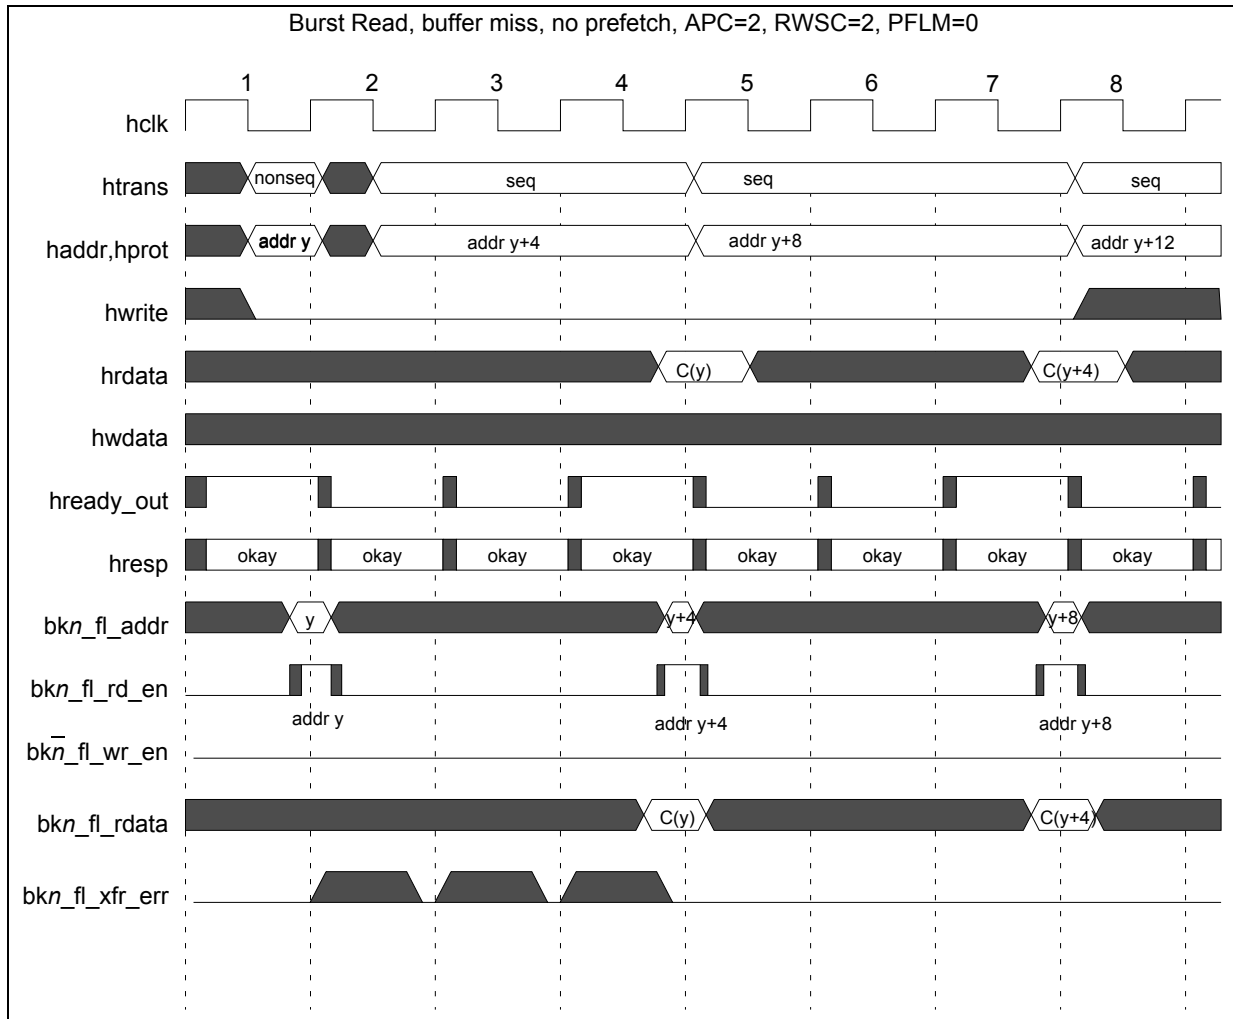 Burst Read, buffer miss, no prefetch, APC=2, RWSC=2, PFLM=0
1 2 3 4 5 6 7 8
hclk
htrans nonseq seq seq seq
haddr,hprot addr y addr y+4 addr y+8 addr y+12
hwrite
hrdata C(y) C(y+4)
hwdata
hready_out
hresp okay okay okay okay okay okay okay okay
bkn_fl_addr y y+4 y+8
bkn_fl_rd_en
addr y addr y+4 addr y+8
bkn̅_fl_wr_en
bkn_fl_rdata C(y) C(y+4)
bkn_fl_xfr_err